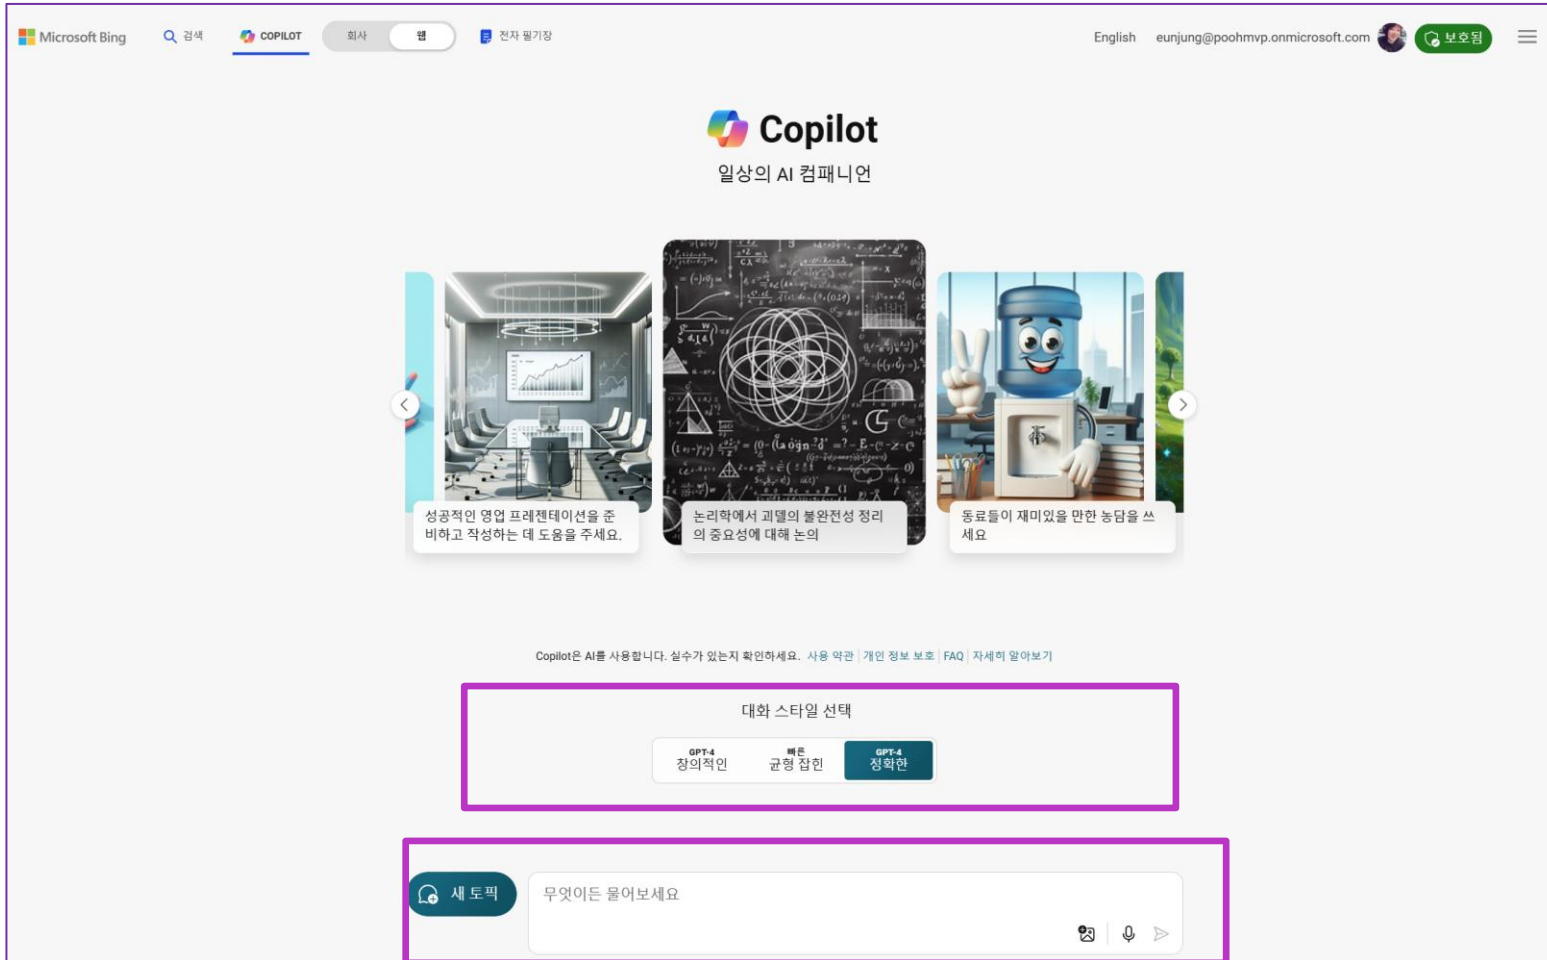 Microsoft Bing
검색
COPILOT
회사
웹
전자 필기장
English
eunjung@poohmvp.onmicrosoft.com
보호됨
Copilot
일상의 AI 컴패니언
성공적인 영업 프레젠테이션을 준
비하고 작성하는 데 도움을 주세요.
논리학에서 괴델의 불완전성 정리
의 중요성에 대해 논의
동료들이 재미있을 만한 농담을 쓰
세요
Copilot은 AI를 사용합니다. 실수가 있는지 확인하세요. 사용 약관 | 개인 정보 보호 | FAQ | 자세히 알아보기
대화 스타일 선택
GPT-4
창의적인
빠른
균형 잡힌
GPT-4
정확한
새 토픽
무엇이든 물어보세요